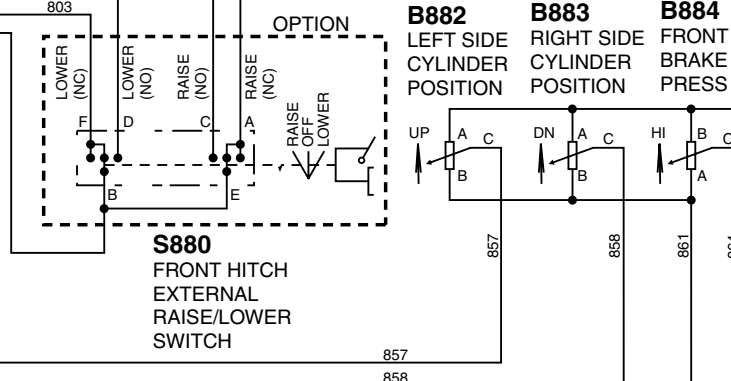 803
OPTION
LOWER
(NC)
LOWER
(NO)
RAISE
(NO)
RAISE
(NC)
F
D
C
A
RAISE
OFF
LOWER
B
E
S880
FRONT HITCH
EXTERNAL
RAISE/LOWER
SWITCH
B882
LEFT SIDE
CYLINDER
POSITION
UP
A
C
B
B883
RIGHT SIDE
CYLINDER
POSITION
DN
A
C
B
B884
FRONT
BRAKE
PRESS
HI
B
C
A
857
858
861
857
858